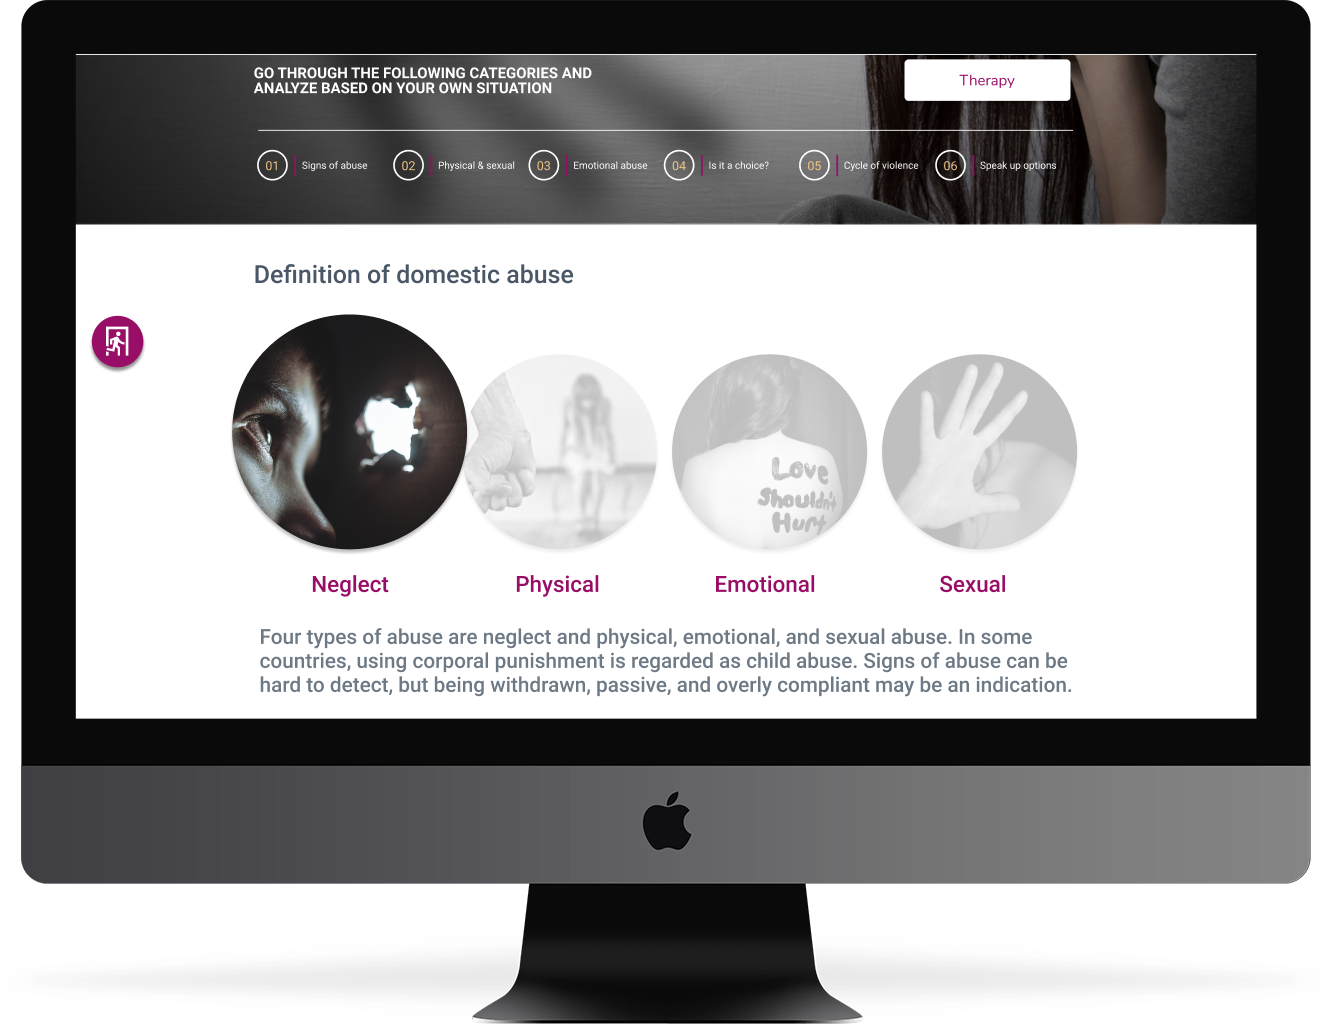 GO THROUGH THE FOLLOWING CATEGORIES AND
ANALYZE BASED ON YOUR OWN SITUATION
Therapy
01 Signs of abuse 02 Physical & sexual 03 Emotional abuse 04 Is it a choice? 05 Cycle of violence 06 Speak up options
Definition of domestic abuse
Love
Shouldn't
Hurt
Neglect Physical Emotional Sexual
Four types of abuse are neglect and physical, emotional, and sexual abuse. In some
countries, using corporal punishment is regarded as child abuse. Signs of abuse can be
hard to detect, but being withdrawn, passive, and overly compliant may be an indication.